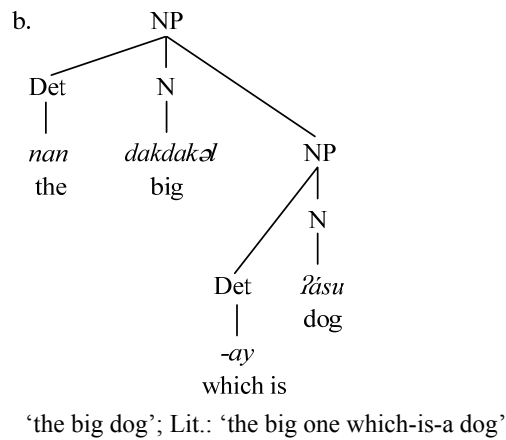 b. NP
Det N
nan dakdakəl NP
the big
N
Det ʔásu
dog
-ay
which is
‘the big dog’; Lit.: ‘the big one which-is-a dog’